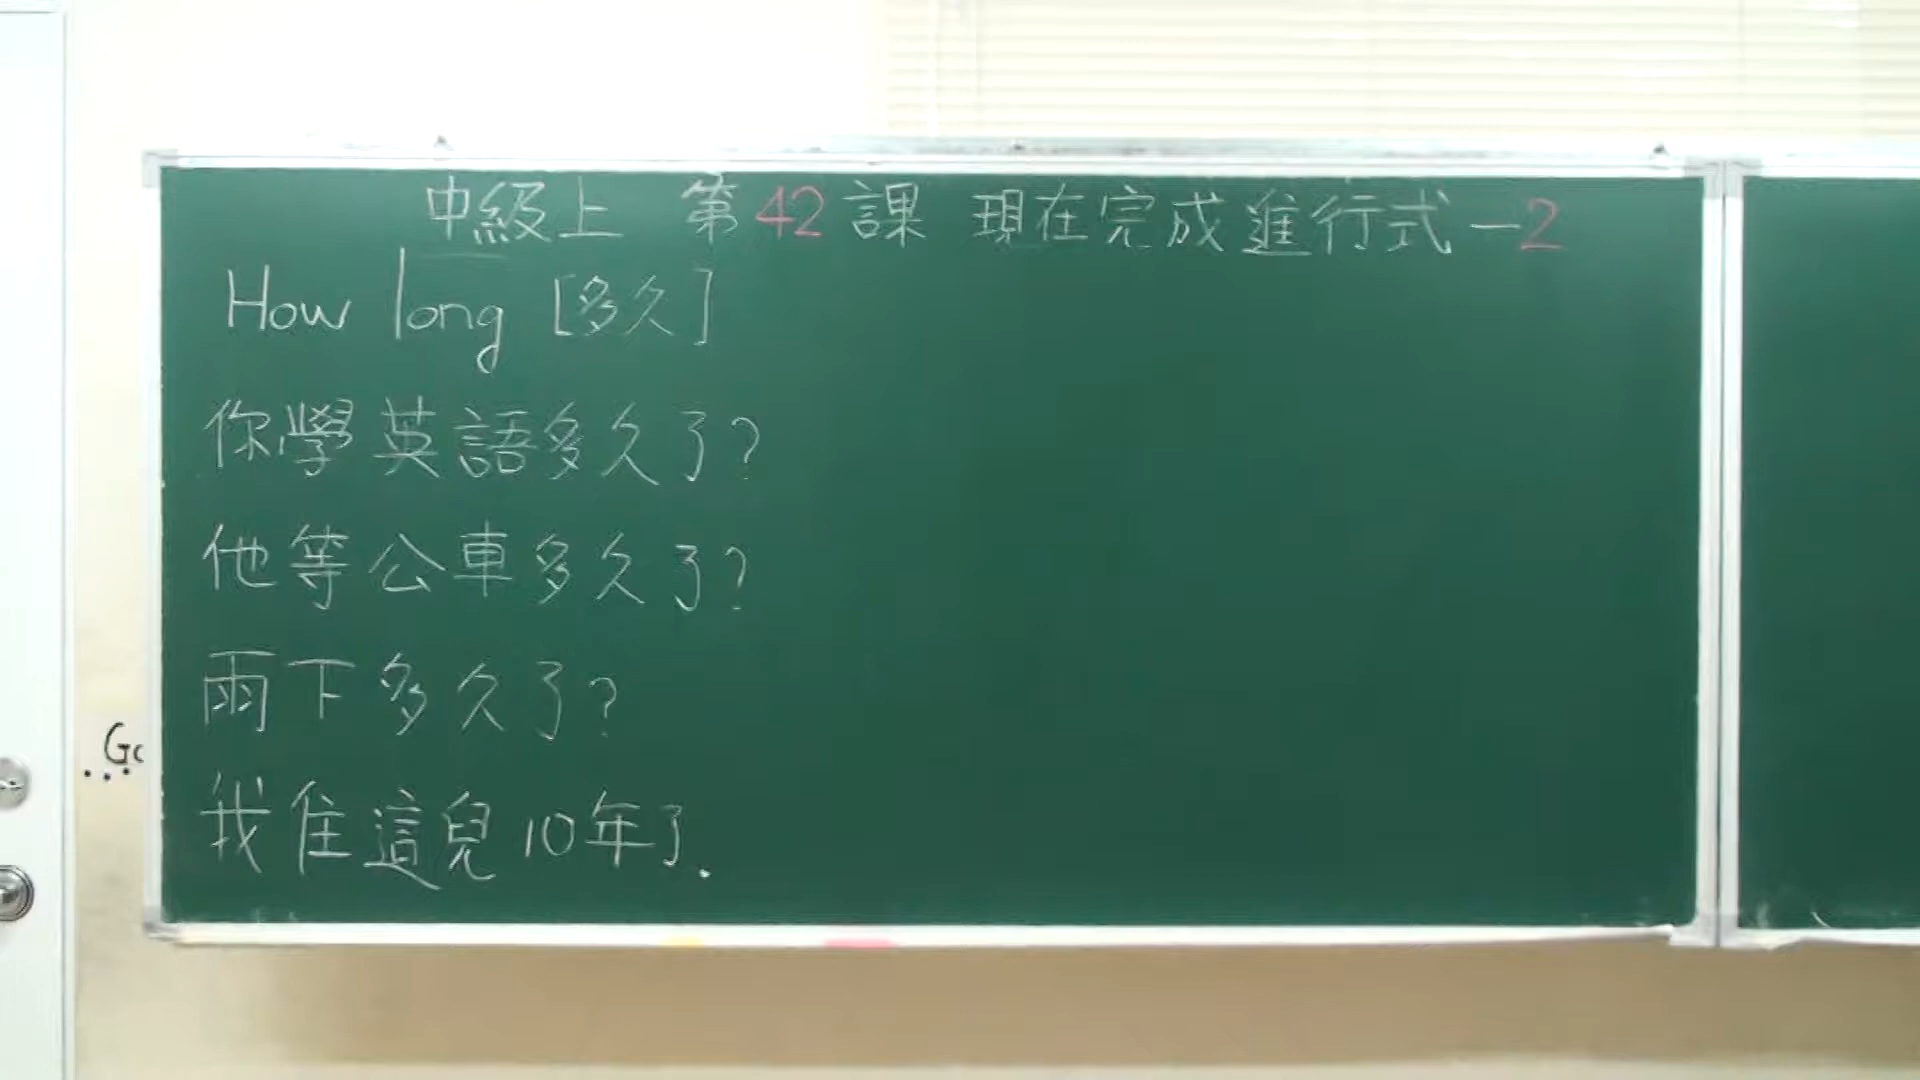 中級上 第42課 現在完成進行式-2
How long [多久]
你學英語多久了?
他等公車多久了?
雨下多久了?
我住這兒10年了.